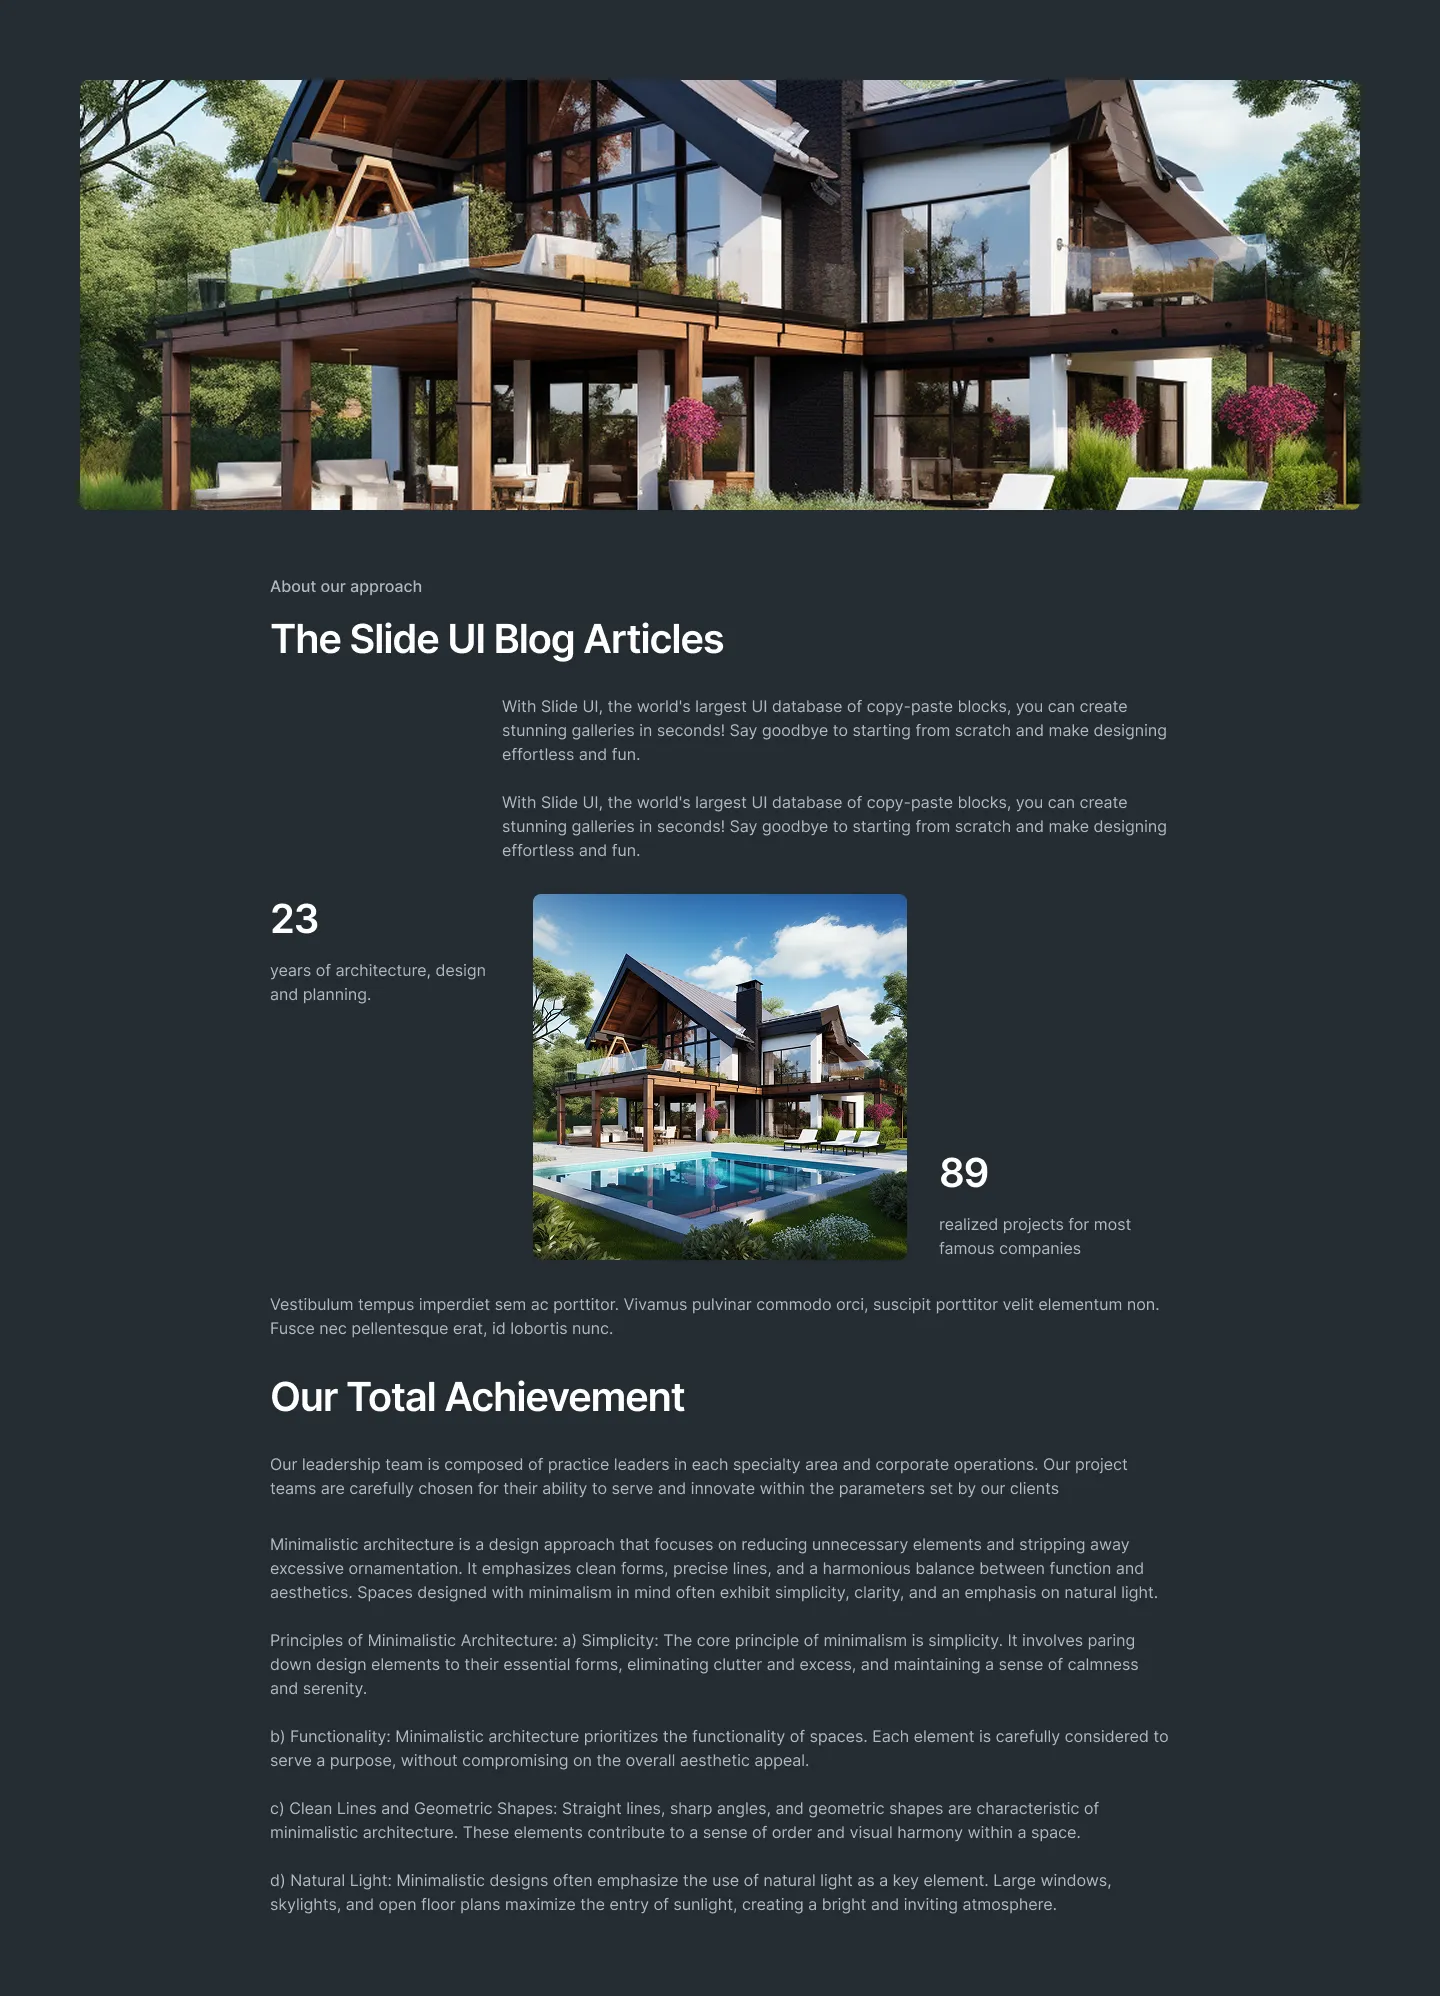 About our approach
The Slide UI Blog Articles
With Slide UI, the world's largest UI database of copy-paste blocks, you can create
stunning galleries in seconds! Say goodbye to starting from scratch and make designing
effortless and fun.
With Slide UI, the world's largest UI database of copy-paste blocks, you can create
stunning galleries in seconds! Say goodbye to starting from scratch and make designing
effortless and fun.
23
years of architecture, design
and planning.
89
realized projects for most
famous companies
Vestibulum tempus imperdiet sem ac porttitor. Vivamus pulvinar commodo orci, suscipit porttitor velit elementum non.
Fusce nec pellentesque erat, id lobortis nunc.
Our Total Achievement
Our leadership team is composed of practice leaders in each specialty area and corporate operations. Our project
teams are carefully chosen for their ability to serve and innovate within the parameters set by our clients
Minimalistic architecture is a design approach that focuses on reducing unnecessary elements and stripping away
excessive ornamentation. It emphasizes clean forms, precise lines, and a harmonious balance between function and
aesthetics. Spaces designed with minimalism in mind often exhibit simplicity, clarity, and an emphasis on natural light.
Principles of Minimalistic Architecture: a) Simplicity: The core principle of minimalism is simplicity. It involves paring
down design elements to their essential forms, eliminating clutter and excess, and maintaining a sense of calmness
and serenity.
b) Functionality: Minimalistic architecture prioritizes the functionality of spaces. Each element is carefully considered to
serve a purpose, without compromising on the overall aesthetic appeal.
c) Clean Lines and Geometric Shapes: Straight lines, sharp angles, and geometric shapes are characteristic of
minimalistic architecture. These elements contribute to a sense of order and visual harmony within a space.
d) Natural Light: Minimalistic designs often emphasize the use of natural light as a key element. Large windows,
skylights, and open floor plans maximize the entry of sunlight, creating a bright and inviting atmosphere.